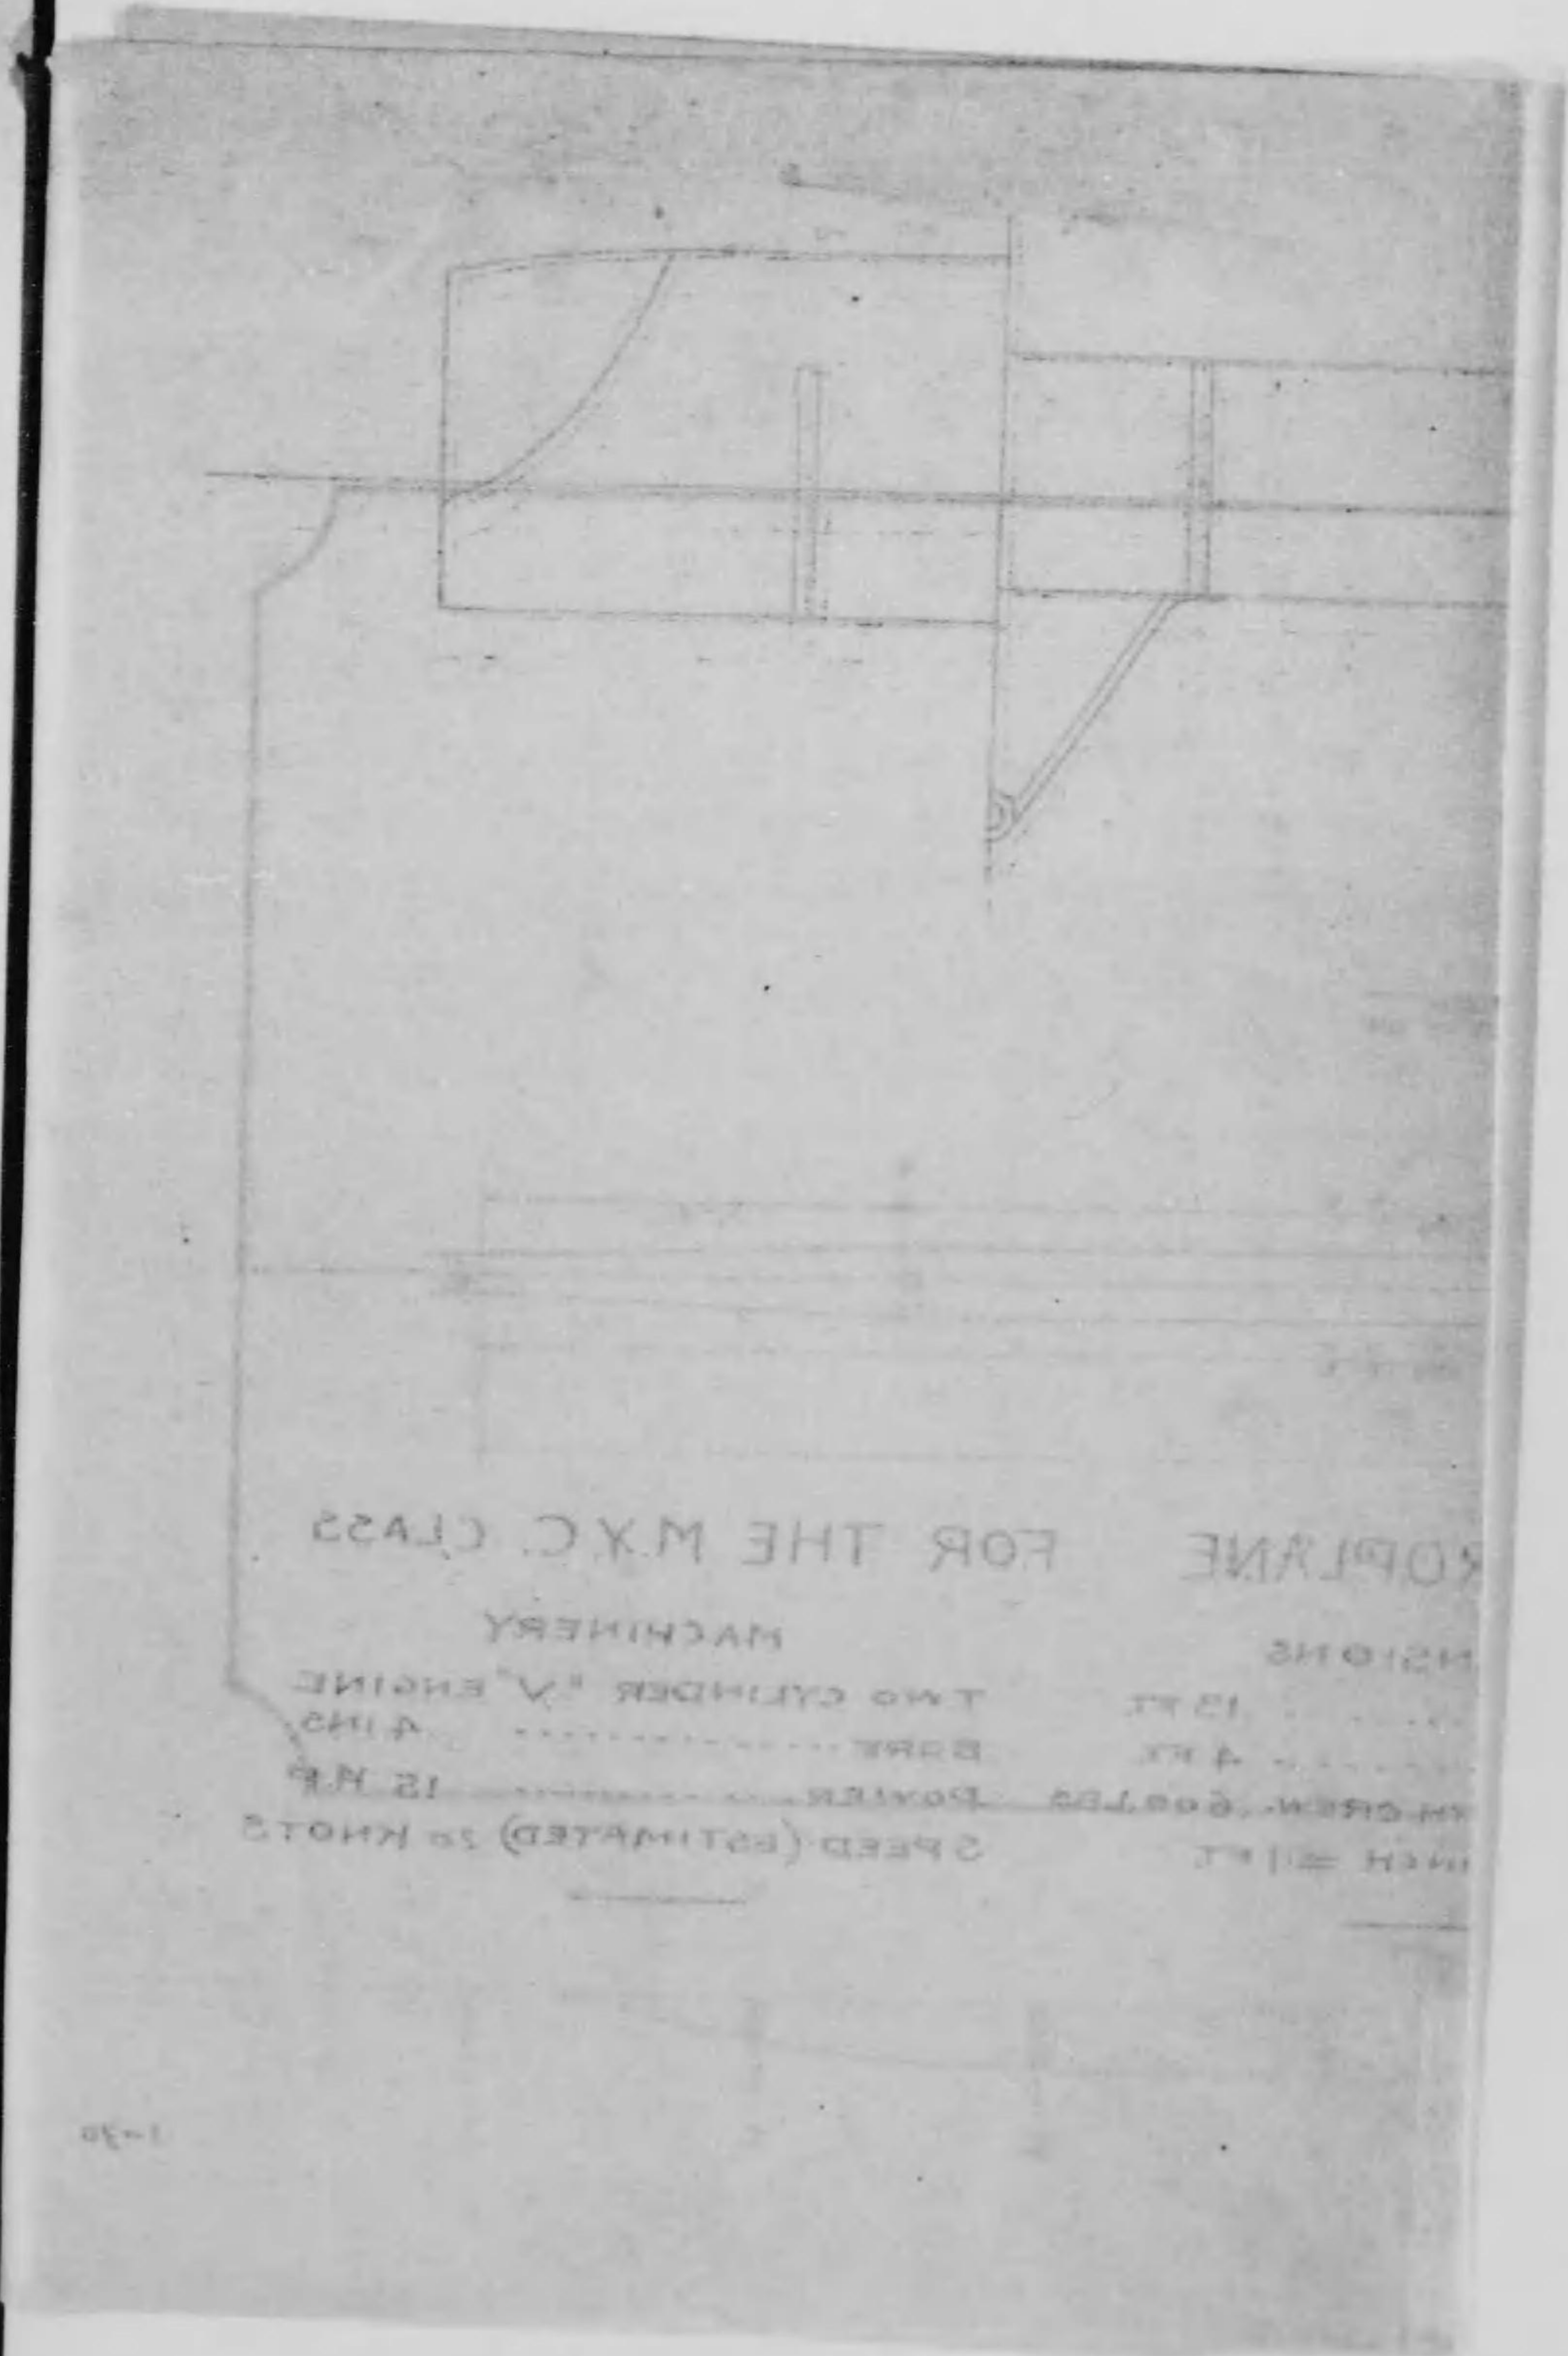 ROPLANE FOR THE M.Y.C. CLASS
NSIONS MACHINERY
........ 13 FT. TWO CYLINDER "V" ENGINE
........ 4 FT. BORE .............. 4 INS
CREW. 600 LBS POWER .............. 15 H.P.
INCH = 1 FT. SPEED (ESTIMATED) 20 KNOTS